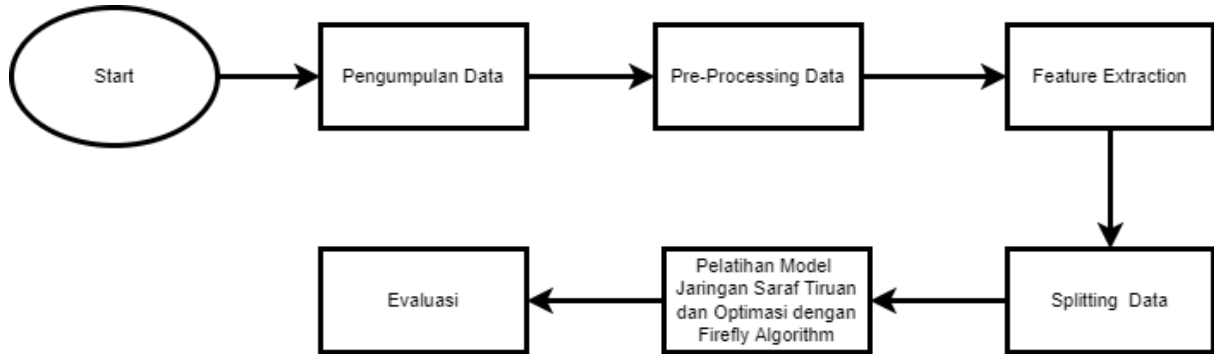 Start
Pengumpulan Data
Pre-Processing Data
Feature Extraction
Splitting Data
Pelatihan Model
Jaringan Saraf Tiruan
dan Optimasi dengan
Firefly Algorithm
Evaluasi